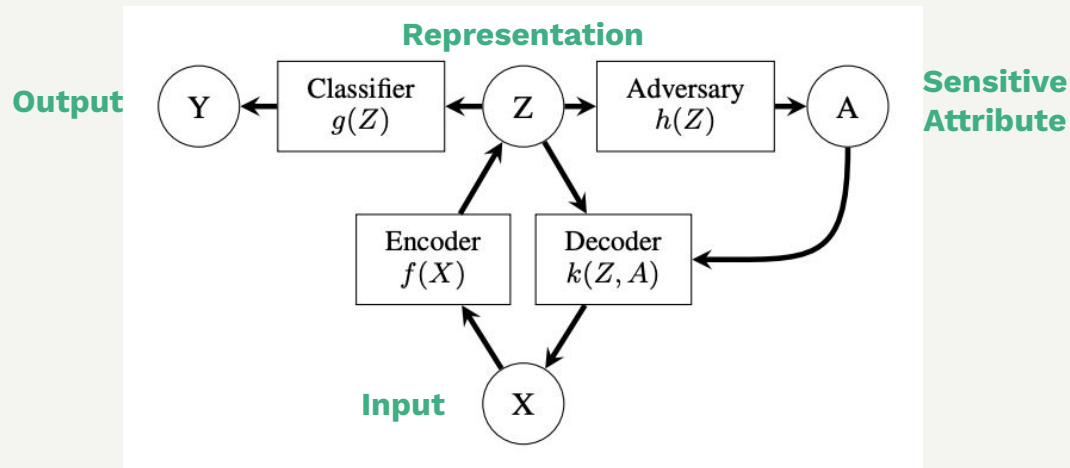 Representation
Output
Y
Classifier
g(Z)
Z
Adversary
h(Z)
A
Sensitive
Attribute
Encoder
f(X)
Decoder
k(Z, A)
Input
X